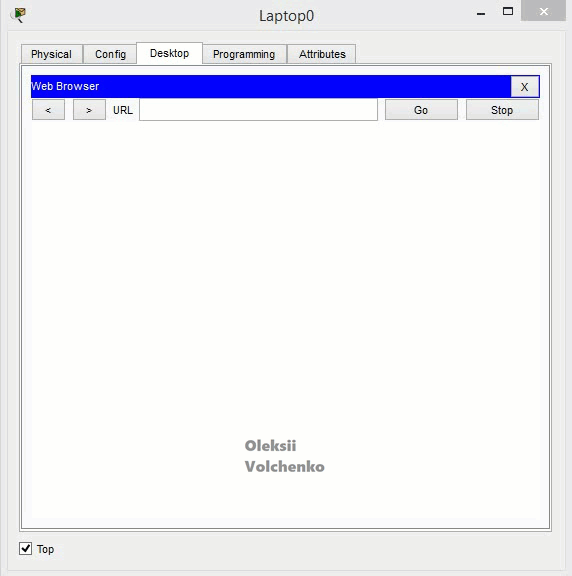 Laptop0
Physical Config Desktop Programming Attributes
Web Browser X
< > URL Go Stop
Oleksii
Volchenko
Top